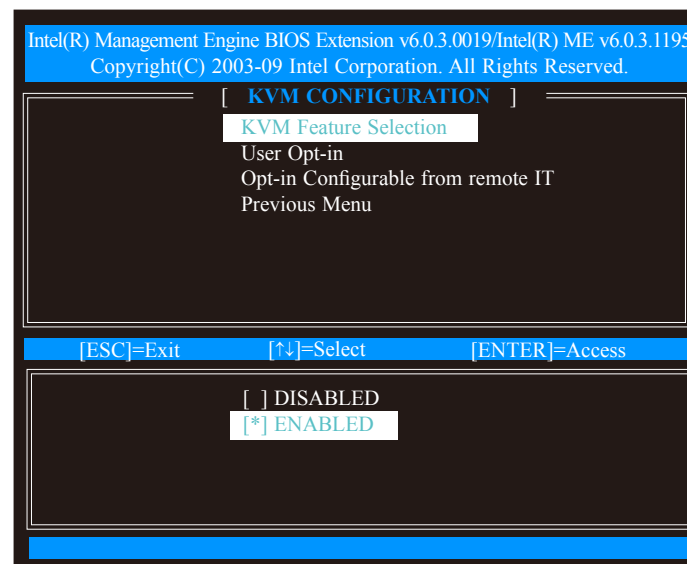 Intel(R) Management Engine BIOS Extension v6.0.3.0019/Intel(R) ME v6.0.3.1195
Copyright(C) 2003-09 Intel Corporation. All Rights Reserved.
[ KVM CONFIGURATION ]
KVM Feature Selection
User Opt-in
Opt-in Configurable from remote IT
Previous Menu
[ESC]=Exit [↑↓]=Select [ENTER]=Access
[ ] DISABLED
[*] ENABLED